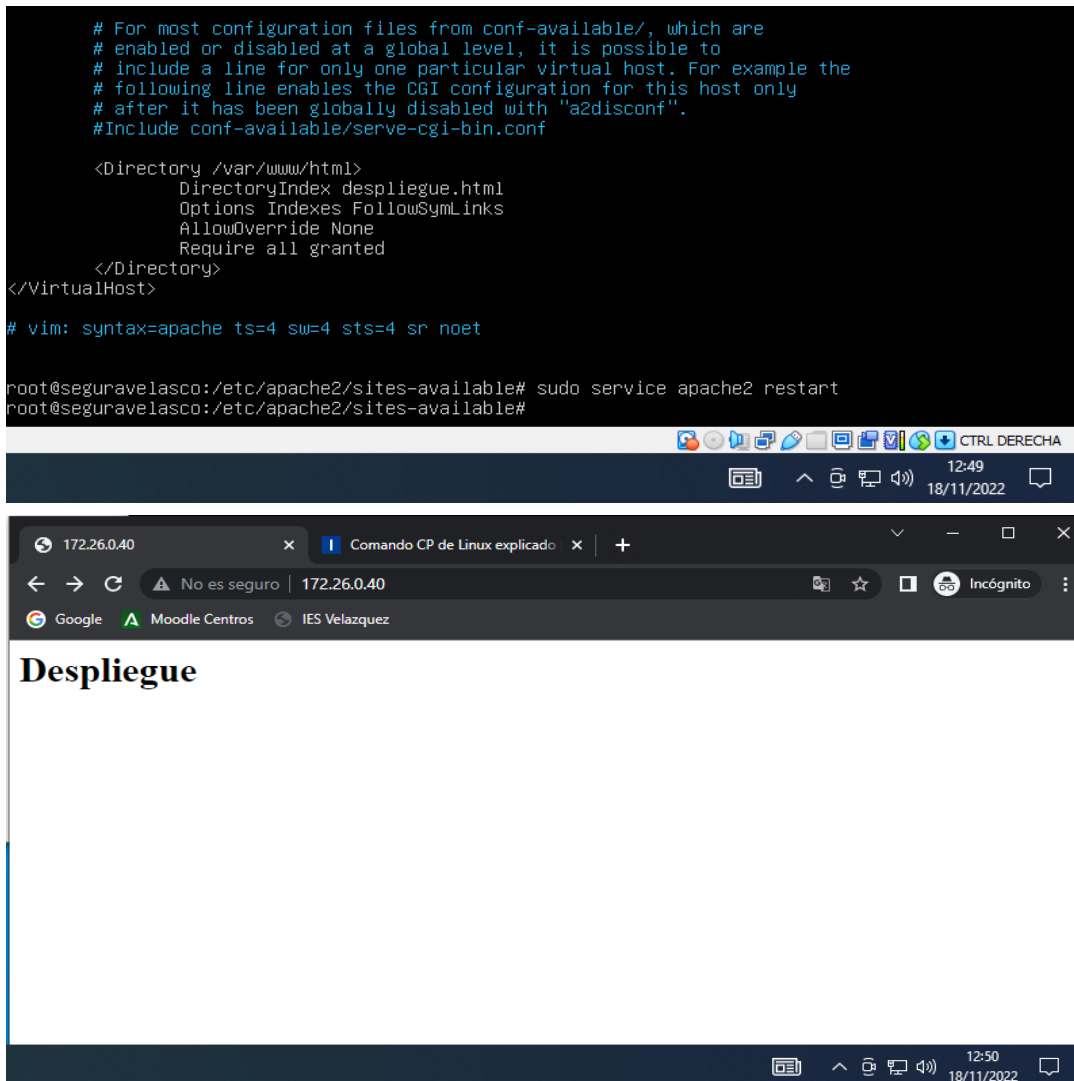 # For most configuration files from conf-available/, which are
# enabled or disabled at a global level, it is possible to
# include a line for only one particular virtual host. For example the
# following line enables the CGI configuration for this host only
# after it has been globally disabled with "a2disconf".
#Include conf-available/serve-cgi-bin.conf
<Directory /var/www/html>
DirectoryIndex despliegue.html
Options Indexes FollowSymLinks
AllowOverride None
Require all granted
</Directory>
</VirtualHost>
# vim: syntax=apache ts=4 sw=4 sts=4 sr noet
root@seguravelasco:/etc/apache2/sites-available# sudo service apache2 restart
root@seguravelasco:/etc/apache2/sites-available#
CTRL DERECHA
12:49
18/11/2022
172.26.0.40
Comando CP de Linux explicado
No es seguro | 172.26.0.40
Incógnito
Google
Moodle Centros
IES Velazquez
Despliegue
12:50
18/11/2022